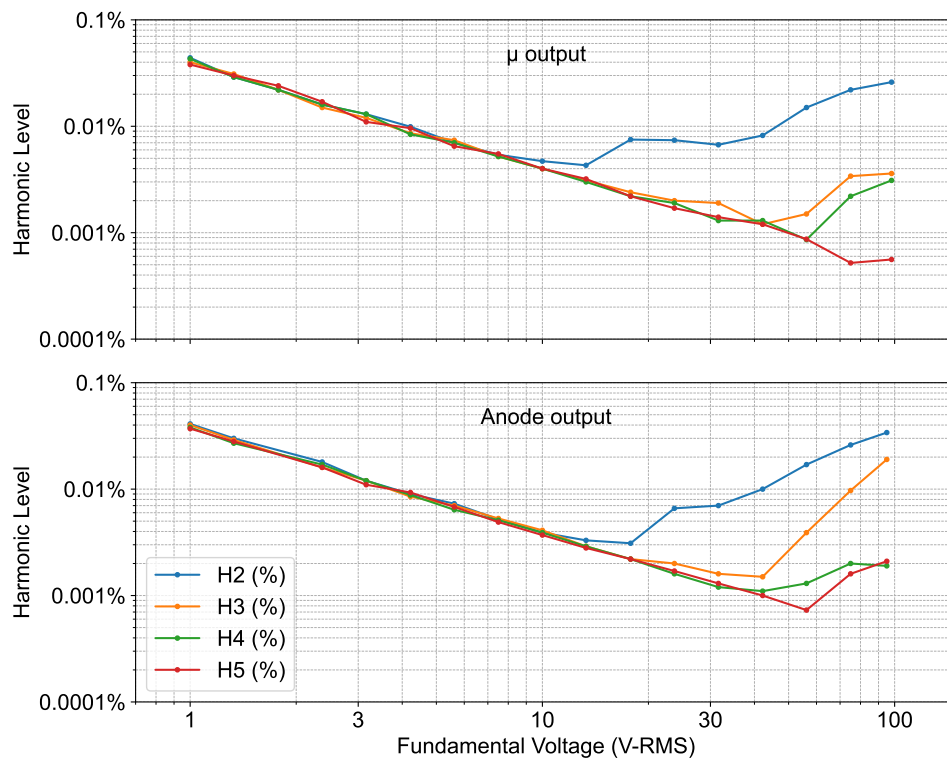 0.1%
µ output
0.01%
0.001%
0.0001%
Harmonic Level
0.1%
Anode output
0.01%
0.001%
0.0001%
Harmonic Level
H2 (%)
H3 (%)
H4 (%)
H5 (%)
1 3 10 30 100
Fundamental Voltage (V-RMS)